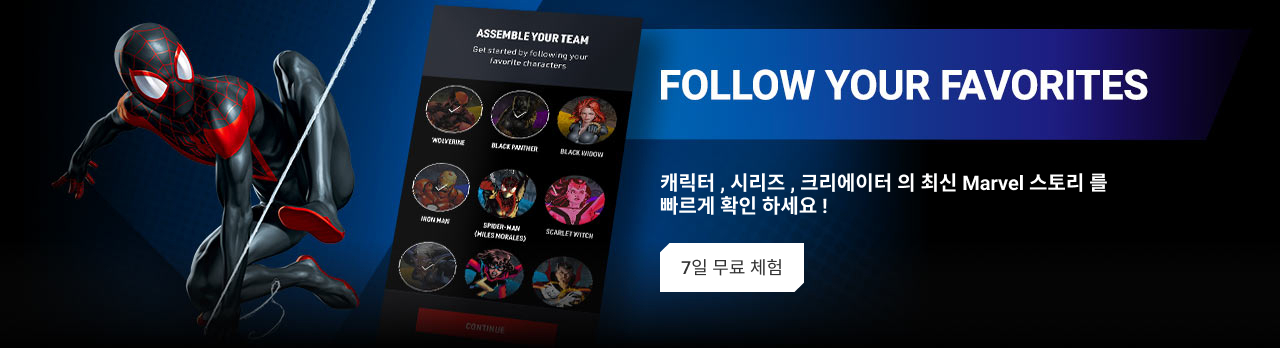 ASSEMBLE YOUR TEAM
Get started by following your
favorite characters
WOLVERINE
BLACK PANTHER
BLACK WIDOW
IRON MAN
SPIDER-MAN
(MILES MORALES)
SCARLET WITCH
CONTINUE
FOLLOW YOUR FAVORITES
캐릭터 , 시리즈 , 크리에이터 의 최신 Marvel 스토리 를
빠르게 확인 하세요 !
7일 무료 체험